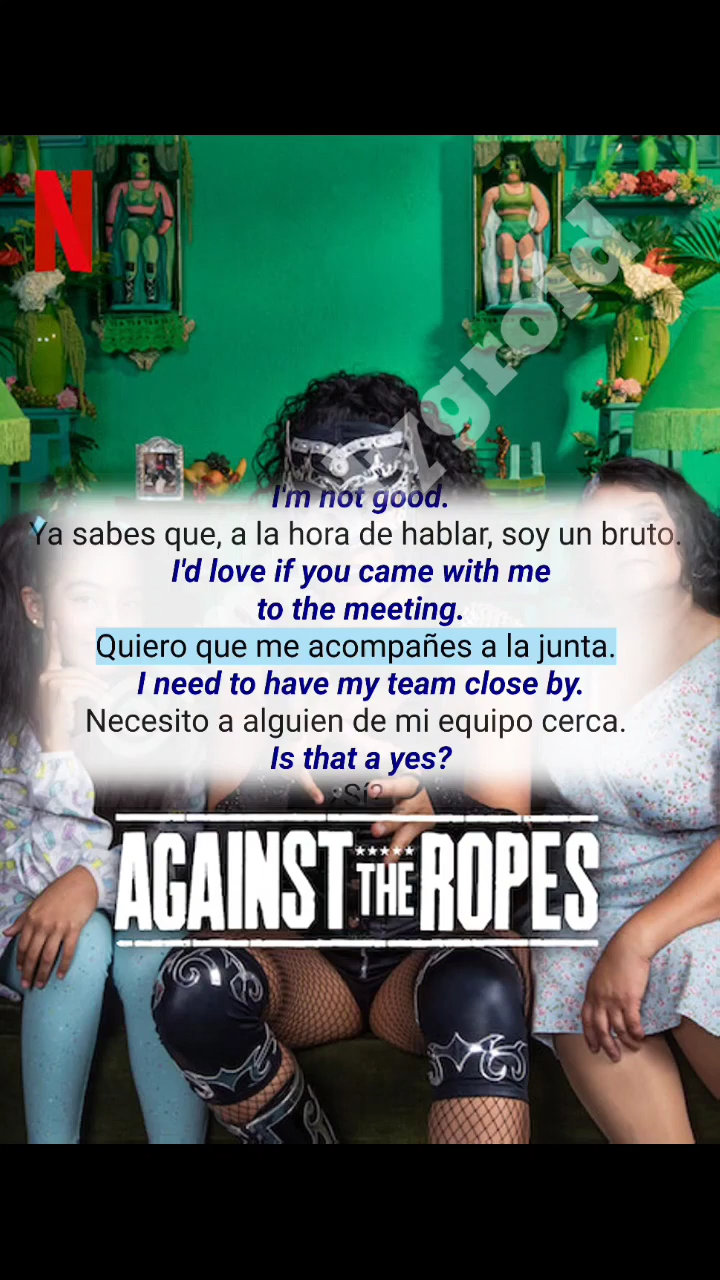 N
I'm not good.
Ya sabes que, a la hora de hablar, soy un bruto.
I'd love if you came with me
to the meeting.
Quiero que me acompañes a la junta.
I need to have my team close by.
Necesito a alguien de mi equipo cerca.
Is that a yes?
¿Sí?
AGAINST THE ROPES